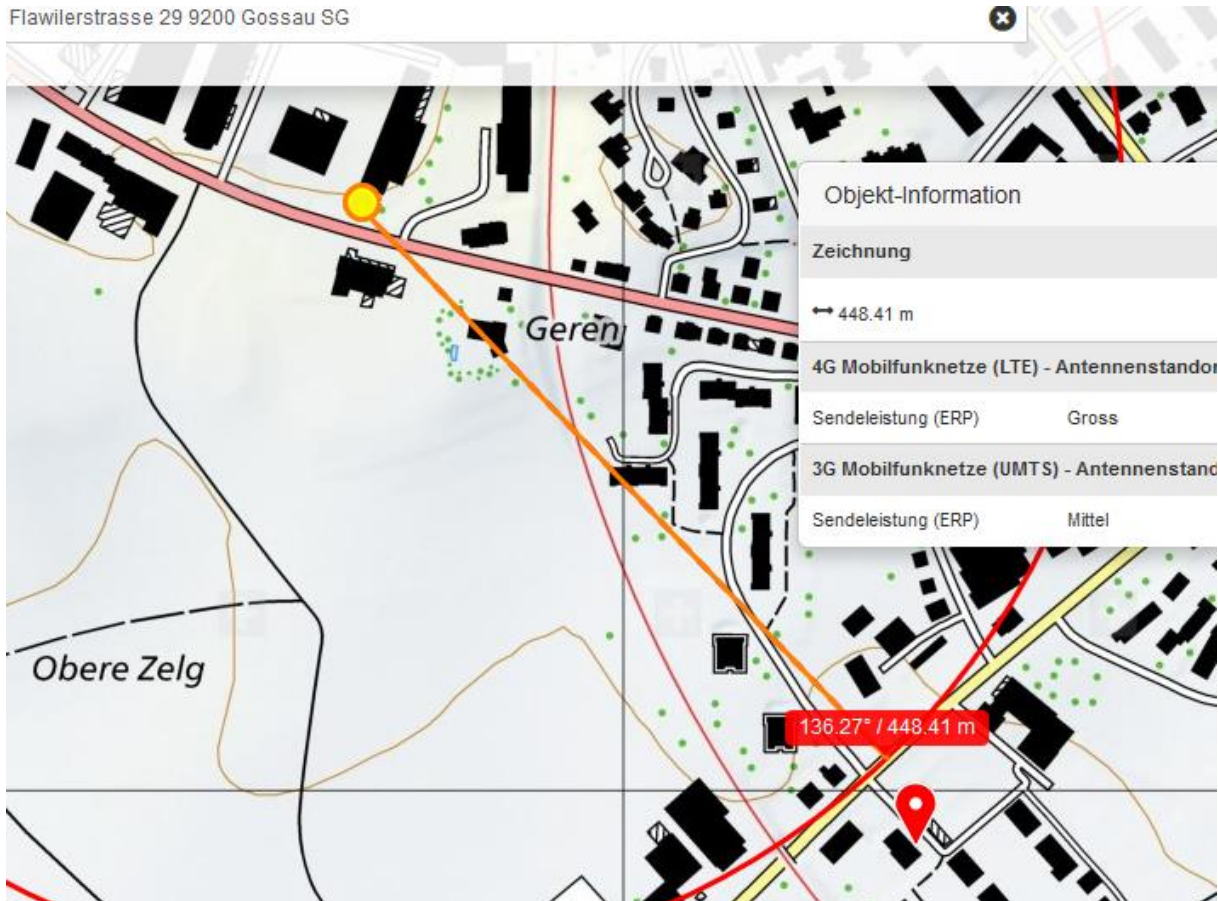 Flawilerstrasse 29 9200 Gossau SG
Objekt-Information
Zeichnung
448.41 m
4G Mobilfunknetze (LTE) - Antennenstandor
Sendeleistung (ERP) Gross
3G Mobilfunknetze (UMTS) - Antennenstand
Sendeleistung (ERP) Mittel
Geren
Obere Zelg
136.27° / 448.41 m